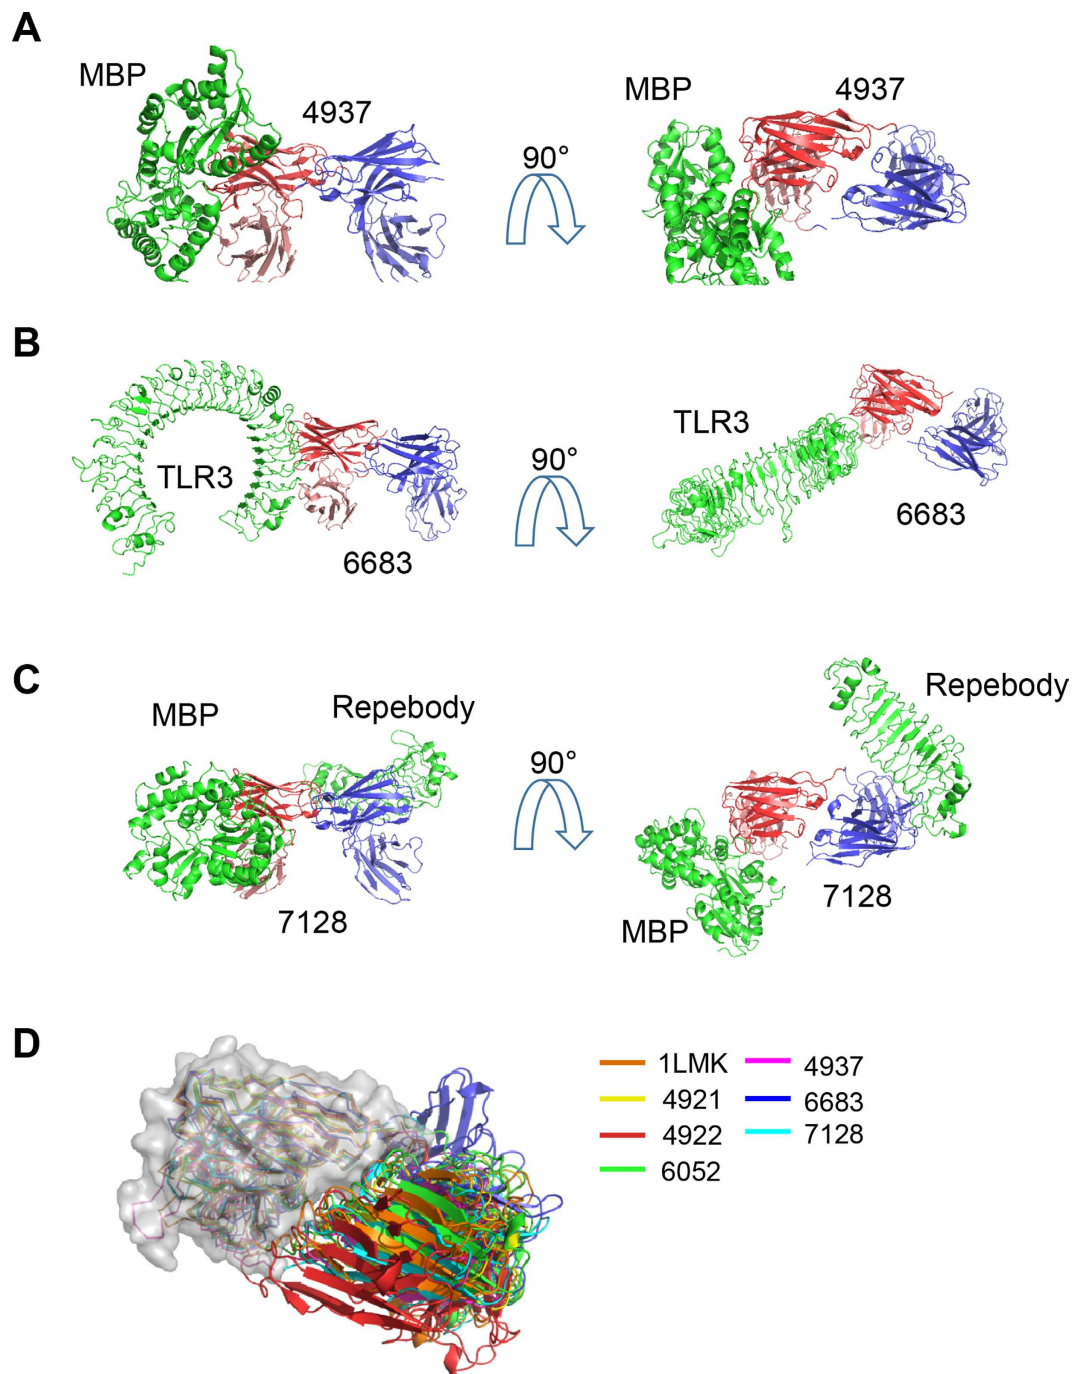 A
MBP
4937
90°
MBP
4937
B
TLR3
6683
90°
TLR3
6683
C
MBP
Repebody
7128
90°
Repebody
7128
MBP
D
1LMK
4921
4922
6052
4937
6683
7128